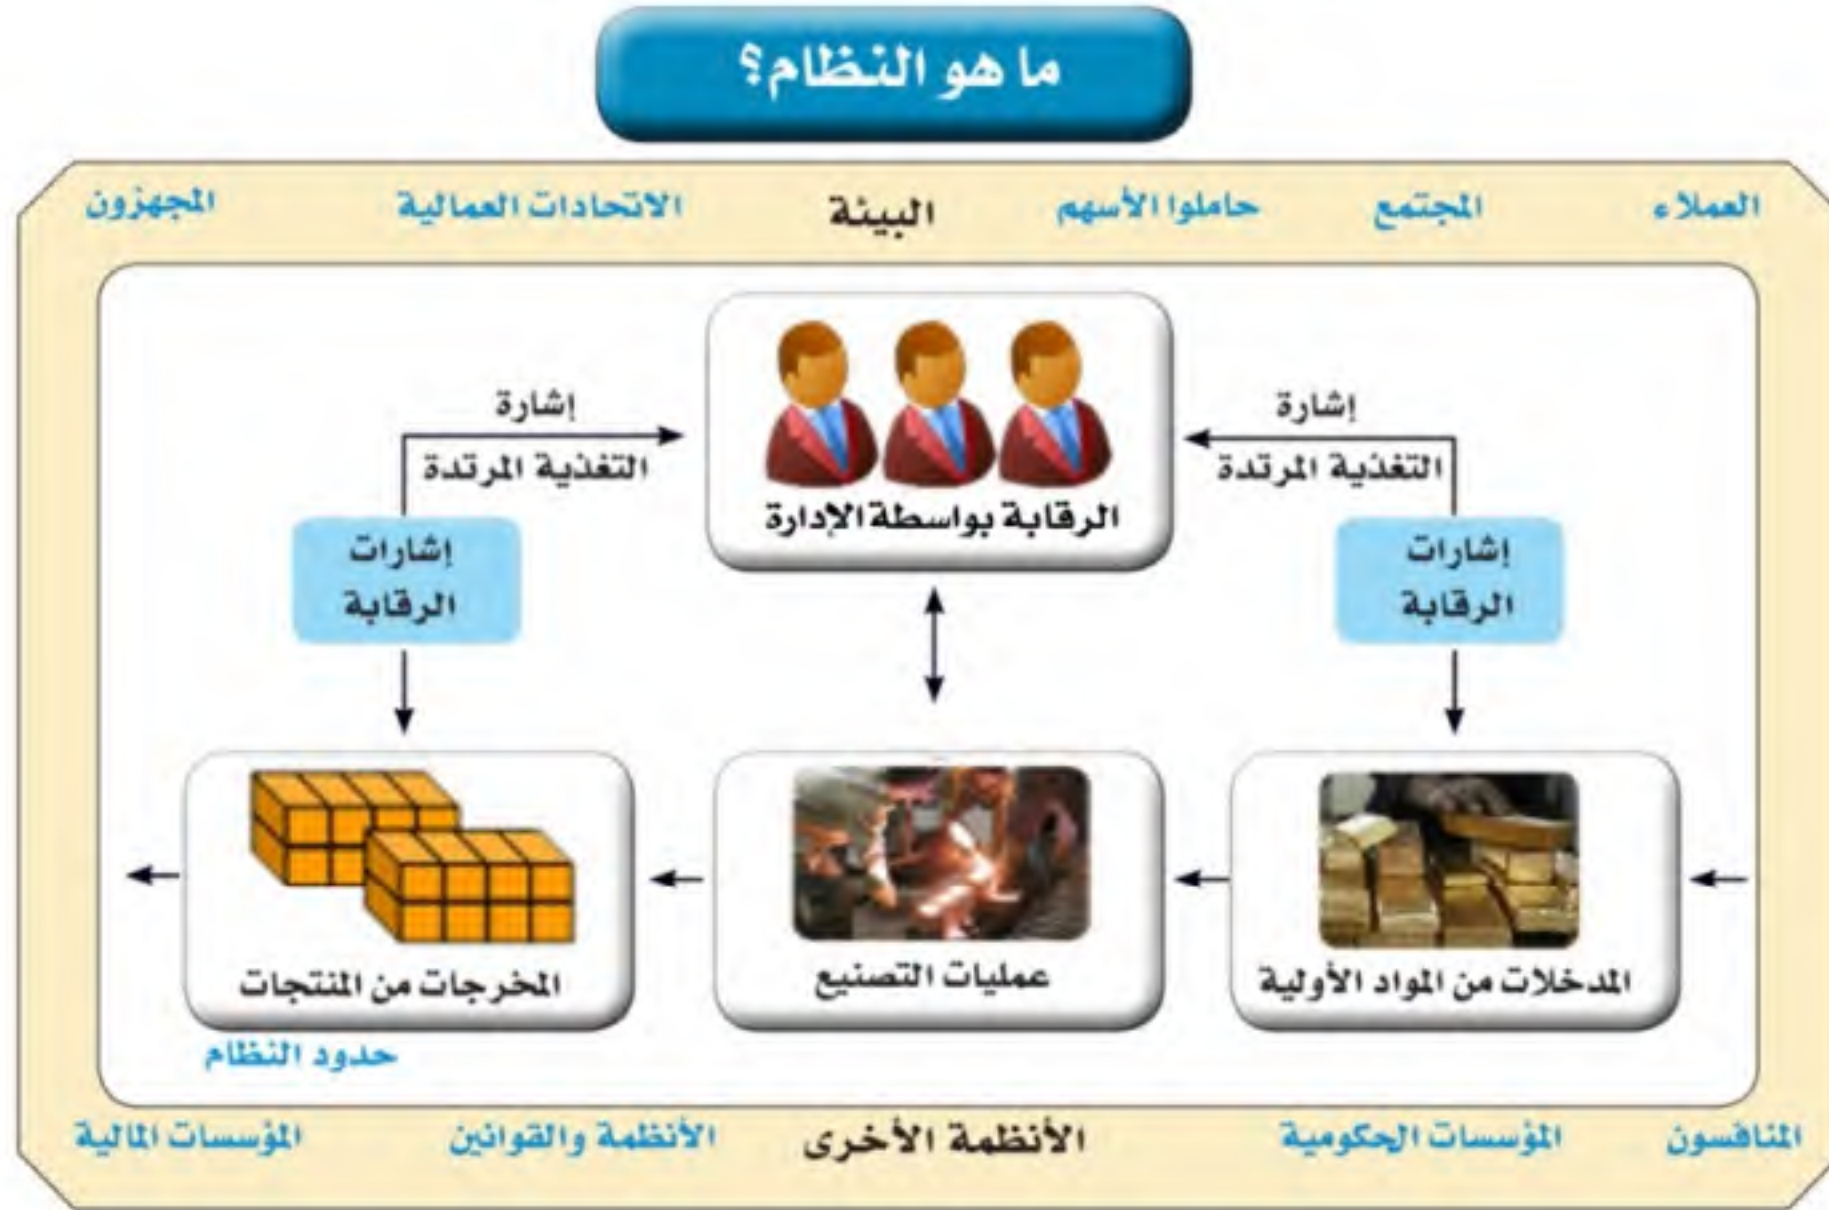 ما هو النظام؟
العملاء المجتمع حاملوا الأسهم البيئة الاتحادات العمالية المجهزون
إشارة
التغذية المرتدة
إشارة
التغذية المرتدة
الرقابة بواسطة الإدارة
إشارات
الرقابة
إشارات
الرقابة
المدخلات من المواد الأولية
عمليات التصنيع
المخرجات من المنتجات
حدود النظام
المنافسون المؤسسات الحكومية الأنظمة الأخرى الأنظمة والقوانين المؤسسات المالية